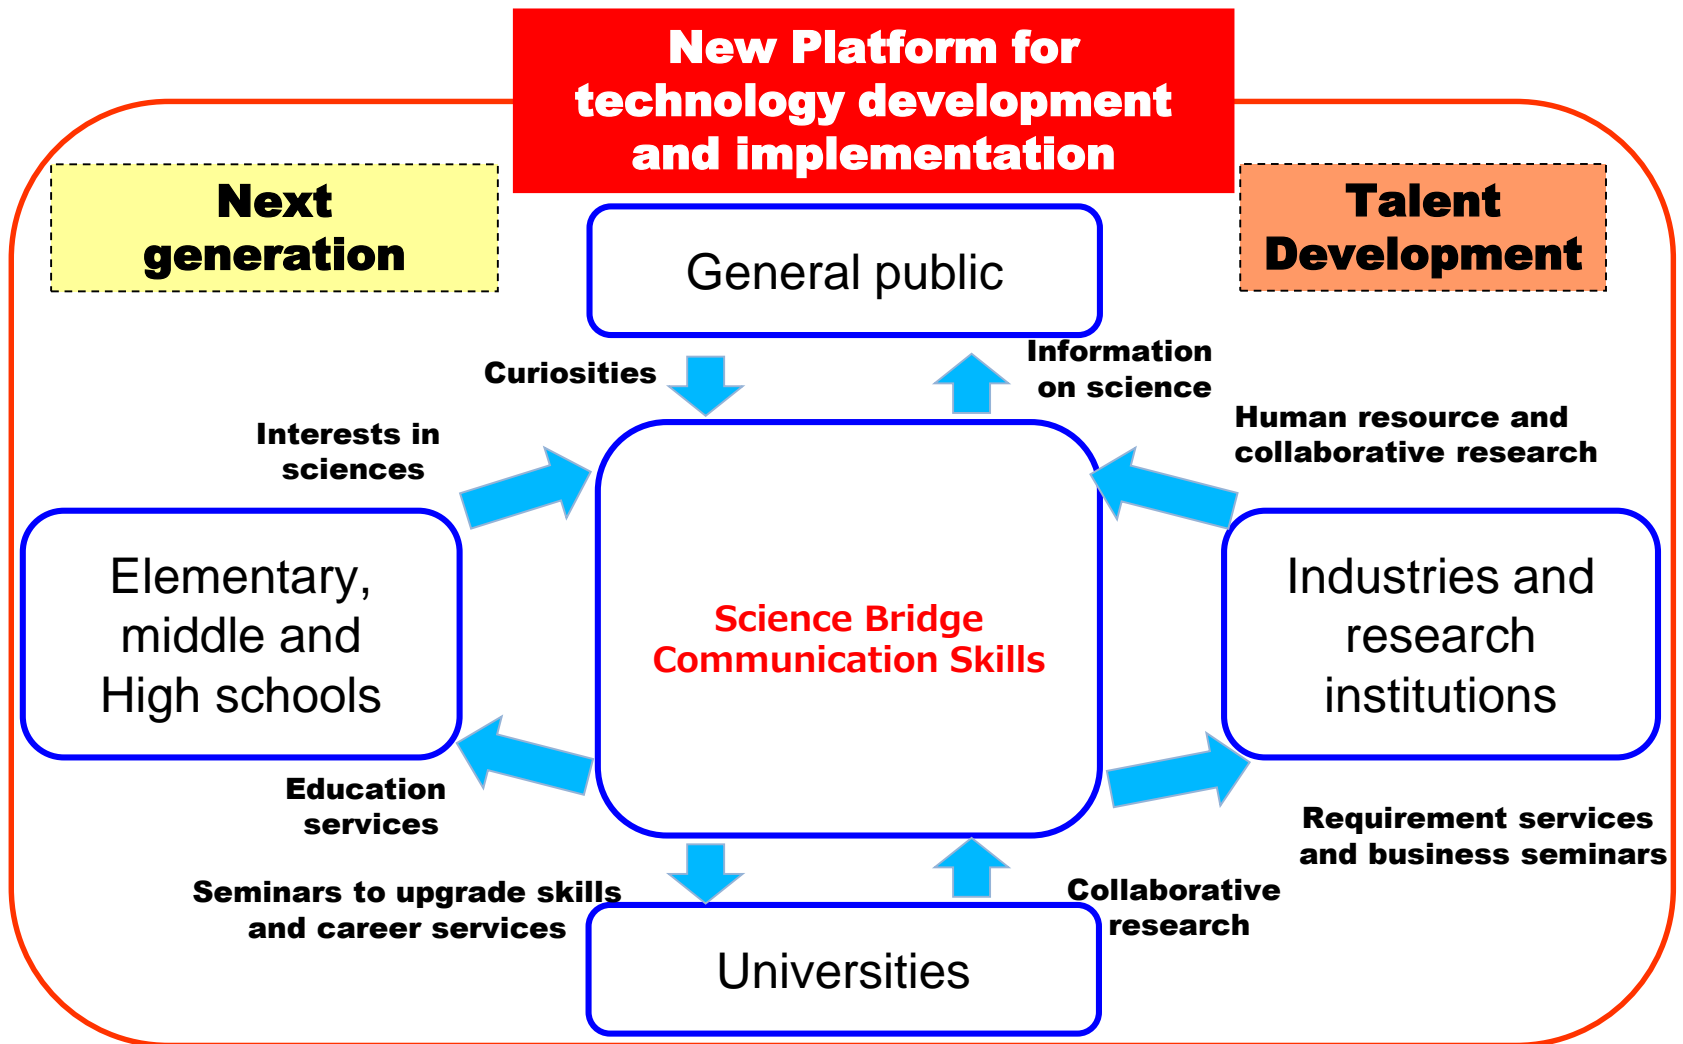 New Platform for
technology development
and implementation
Next
generation
Talent
Development
General public
Curiosities
Information
on science
Interests in
sciences
Human resource and
collaborative research
Elementary,
middle and
High schools
Science Bridge
Communication Skills
Industries and
research
institutions
Education
services
Requirement services
and business seminars
Seminars to upgrade skills
and career services
Collaborative
research
Universities